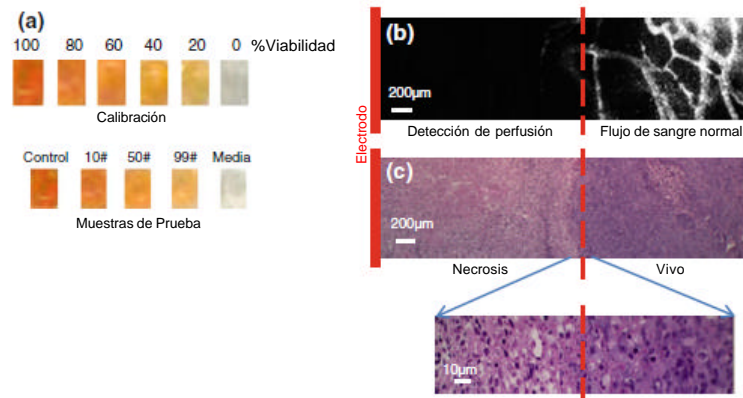 (a)
100 80 60 40 20 0 %Viabilidad
Calibración
Control 10# 50# 99# Media
Muestras de Prueba
Electrodo
(b)
200µm
Detección de perfusión Flujo de sangre normal
(c)
200µm
Necrosis Vivo
10µm